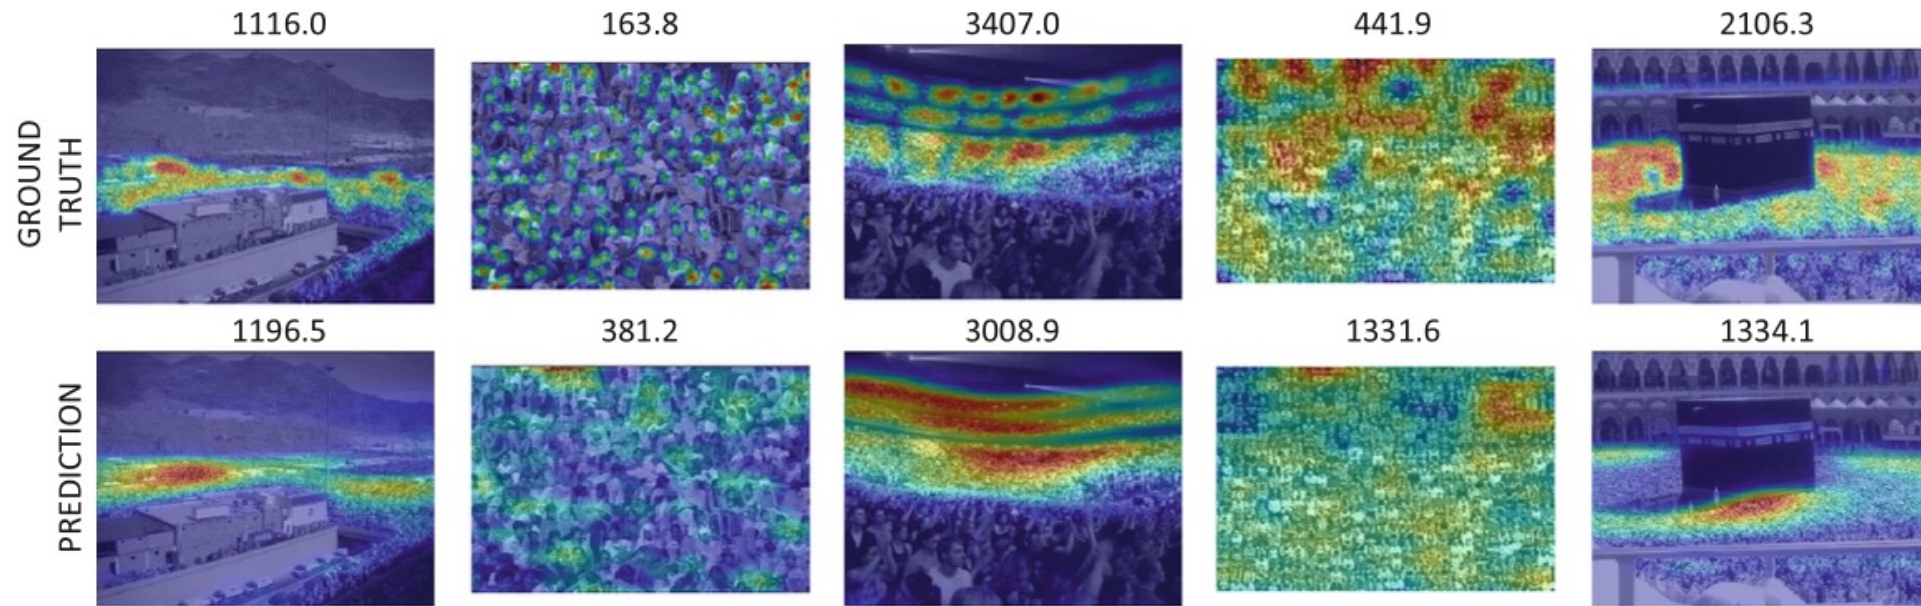 1116.0 163.8 3407.0 441.9 2106.3
GROUND
TRUTH
1196.5 381.2 3008.9 1331.6 1334.1
PREDICTION